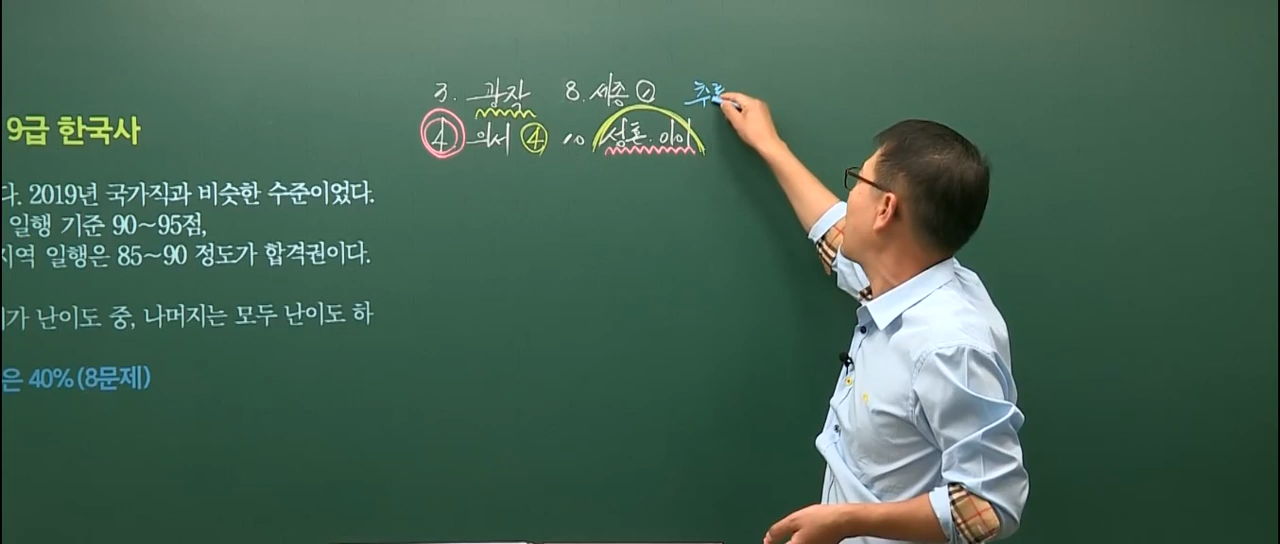 9급 한국사
다. 2019년 국가직과 비슷한 수준이었다.
일행 기준 90~95점,
지역 일행은 85~90 정도가 합격권이다.
가 난이도 중, 나머지는 모두 난이도 하
은 40%(8문제)
3. 광작 8. 세종 ②
4. 의서 ④ 10 성혼·이이